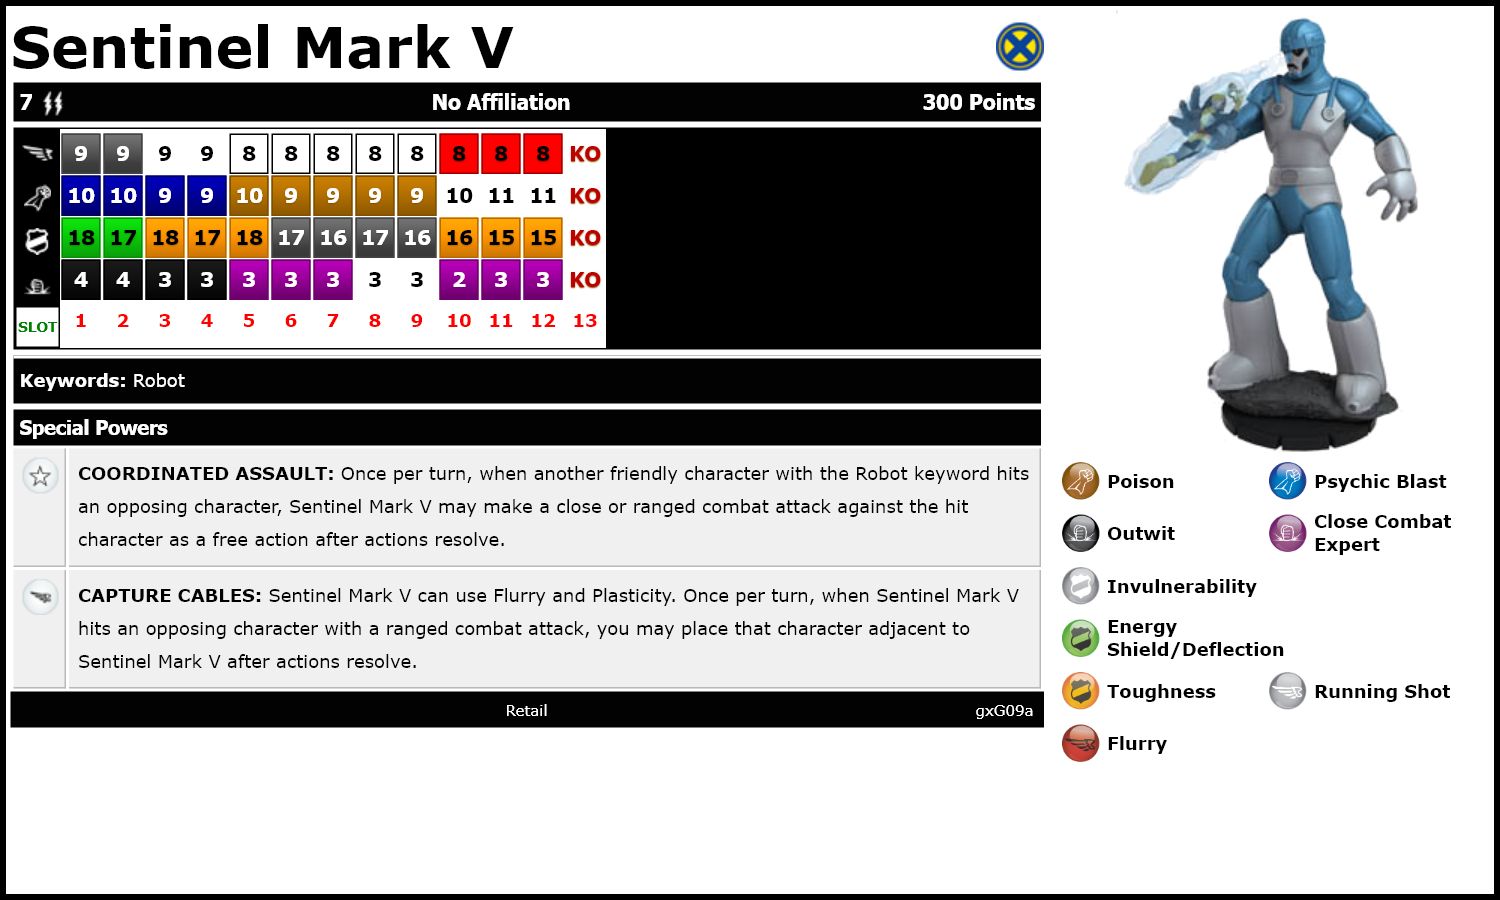 Sentinel Mark V
7 No Affiliation 300 Points
9 9 9 9 8 8 8 8 8 8 8 8 KO
10 10 9 9 10 9 9 9 9 10 11 11 KO
18 17 18 17 18 17 16 17 16 16 15 15 KO
4 4 3 3 3 3 3 3 3 2 3 3 KO
SLOT 1 2 3 4 5 6 7 8 9 10 11 12 13
Keywords: Robot
Special Powers
COORDINATED ASSAULT: Once per turn, when another friendly character with the Robot keyword hits
an opposing character, Sentinel Mark V may make a close or ranged combat attack against the hit
character as a free action after actions resolve.
CAPTURE CABLES: Sentinel Mark V can use Flurry and Plasticity. Once per turn, when Sentinel Mark V
hits an opposing character with a ranged combat attack, you may place that character adjacent to
Sentinel Mark V after actions resolve.
Retail gxG09a
Poison Psychic Blast
Outwit Close Combat
Expert
Invulnerability
Energy
Shield/Deflection
Toughness Running Shot
Flurry